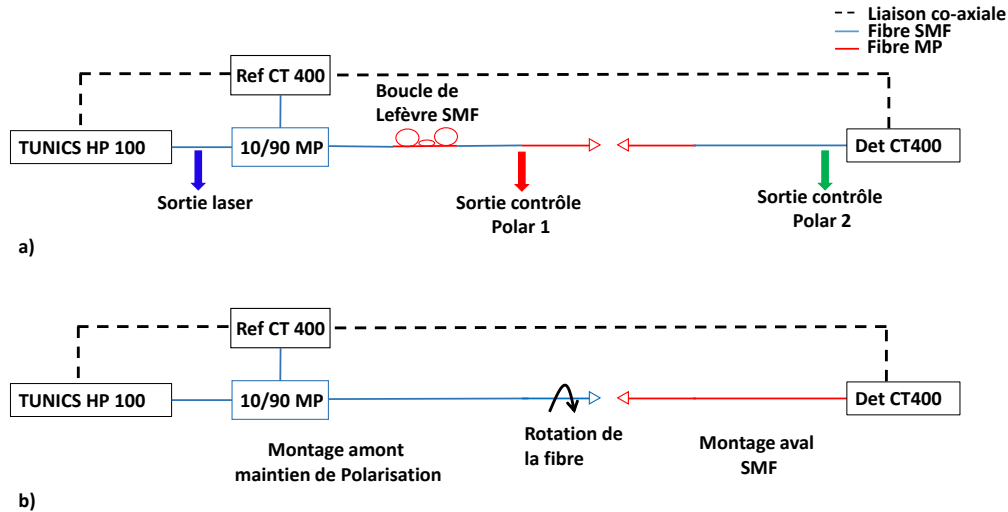 Liaison co-axiale
Fibre SMF
Fibre MP
Ref CT 400
Boucle de
Lefèvre SMF
TUNICS HP 100
10/90 MP
Det CT400
Sortie laser
Sortie contrôle
Polar 1
Sortie contrôle
Polar 2
a)
Ref CT 400
TUNICS HP 100
10/90 MP
Det CT400
Rotation de
la fibre
Montage amont
maintien de Polarisation
Montage aval
SMF
b)